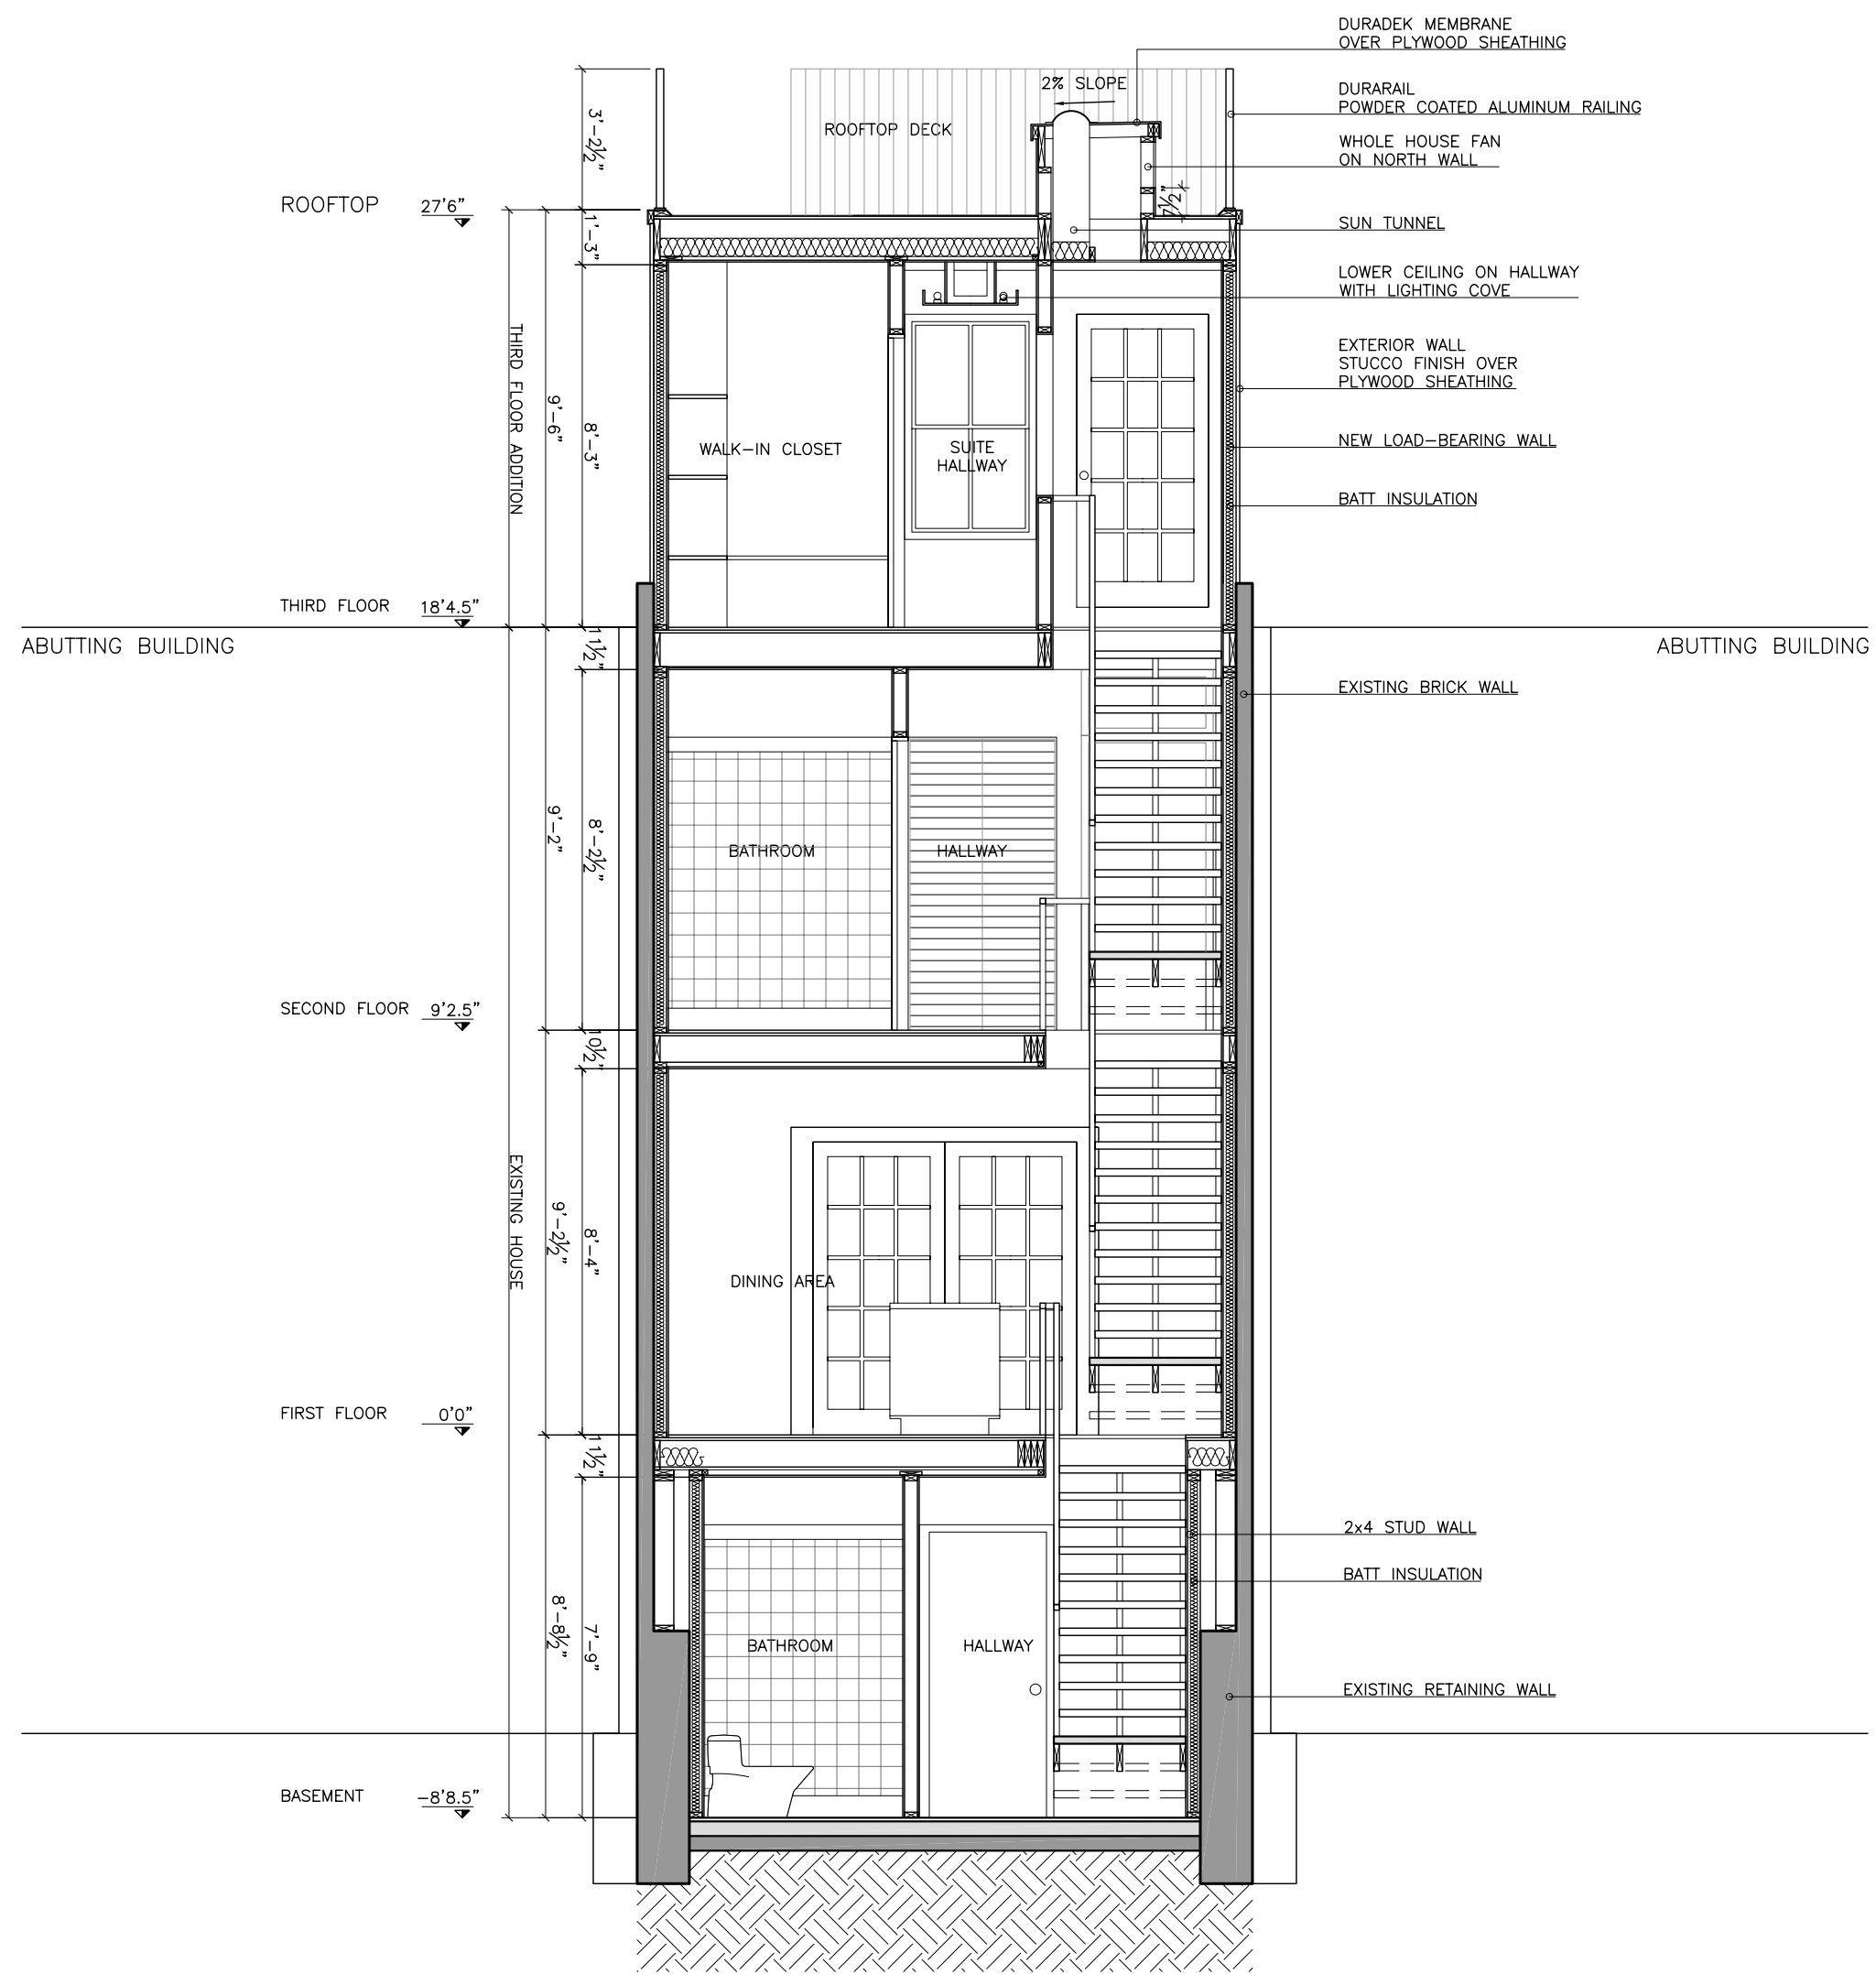 DURADEK MEMBRANE
OVER PLYWOOD SHEATHING
2% SLOPE
DURARAIL
POWDER COATED ALUMINUM RAILING
3'-2½"
ROOFTOP DECK
WHOLE HOUSE FAN
ON NORTH WALL
7½"
ROOFTOP 27'6"
1'-3"
SUN TUNNEL
LOWER CEILING ON HALLWAY
WITH LIGHTING COVE
THIRD FLOOR ADDITION
9'-6"
8'-3"
EXTERIOR WALL
STUCCO FINISH OVER
PLYWOOD SHEATHING
WALK-IN CLOSET
SUITE
HALLWAY
NEW LOAD-BEARING WALL
BATT INSULATION
THIRD FLOOR 18'4.5"
ABUTTING BUILDING
11½"
ABUTTING BUILDING
EXISTING BRICK WALL
9'-2"
8'-2½"
BATHROOM
HALLWAY
SECOND FLOOR 9'2.5"
10½"
EXISTING HOUSE
9'-2½"
8'-4"
DINING AREA
FIRST FLOOR 0'0"
11½"
2x4 STUD WALL
BATT INSULATION
8'-8½"
7'-9"
BATHROOM
HALLWAY
EXISTING RETAINING WALL
BASEMENT -8'8.5"